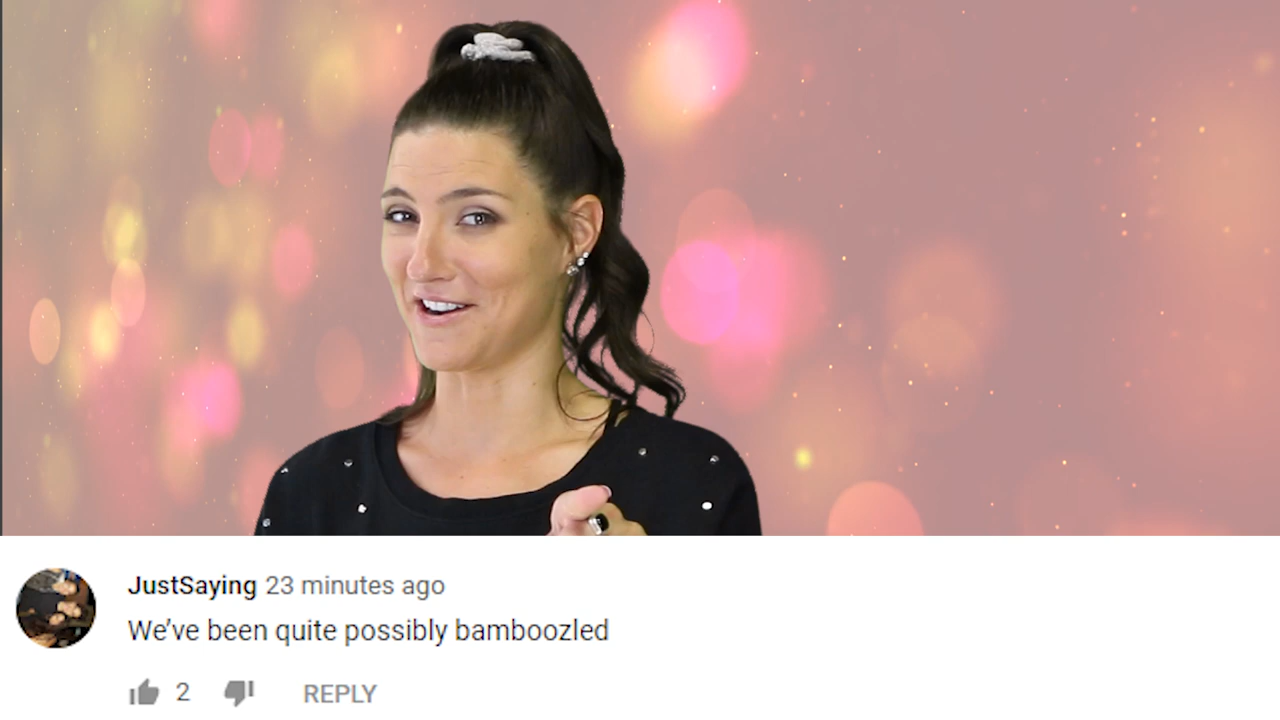 JustSaying 23 minutes ago
We’ve been quite possibly bamboozled
2 REPLY